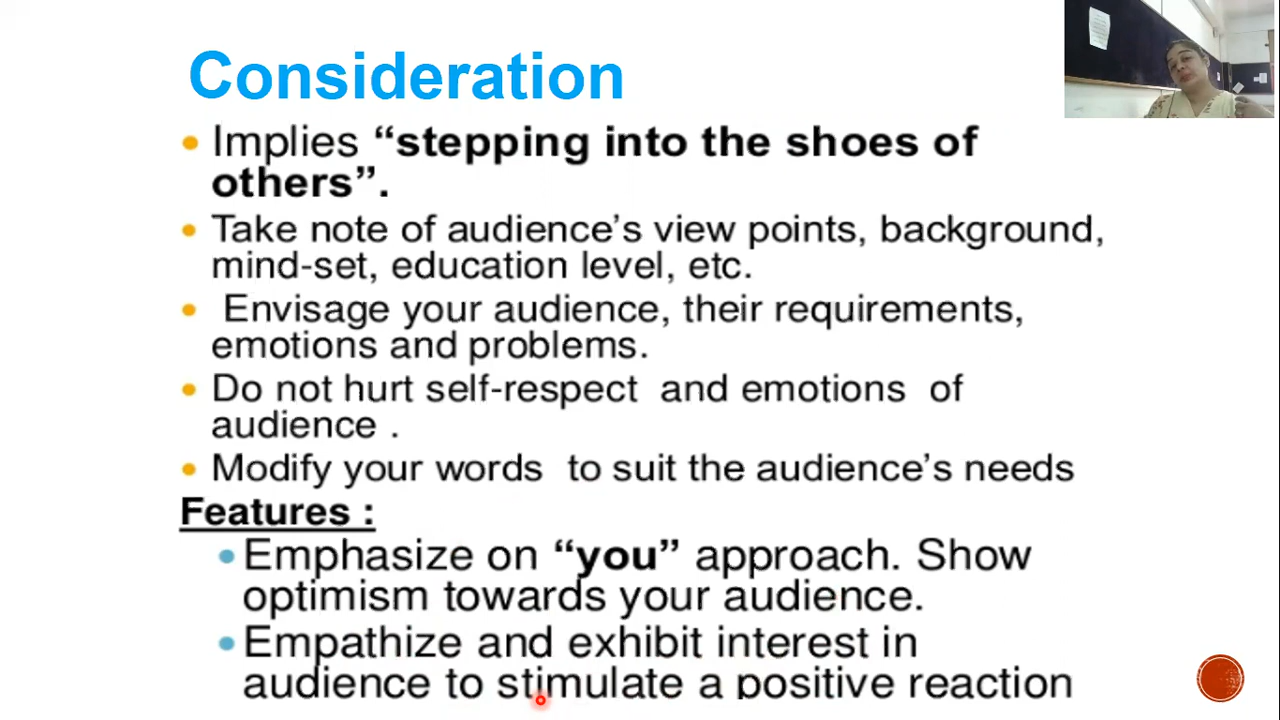 Consideration
• Implies “stepping into the shoes of
others”.
• Take note of audience’s view points, background,
mind-set, education level, etc.
• Envisage your audience, their requirements,
emotions and problems.
• Do not hurt self-respect and emotions of
audience .
• Modify your words to suit the audience’s needs
Features :
• Emphasize on “you” approach. Show
optimism towards your audience.
• Empathize and exhibit interest in
audience to stimulate a positive reaction